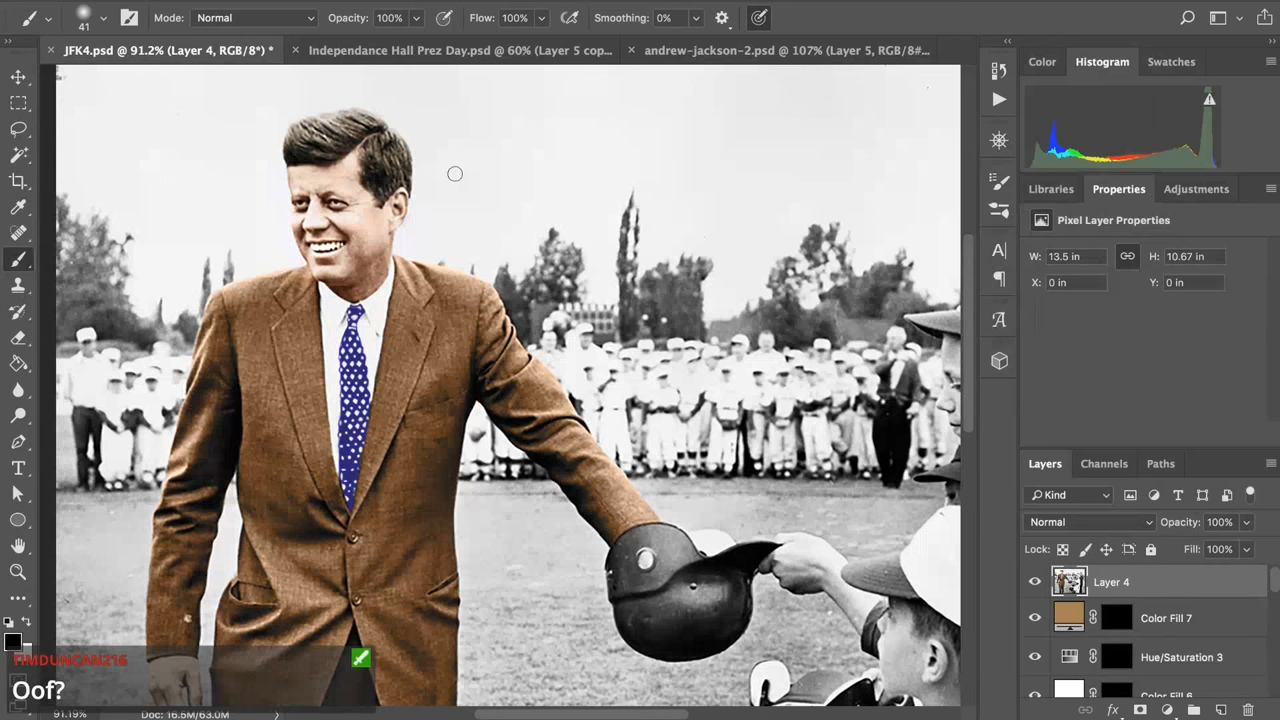 41 Mode: Normal Opacity: 100% Flow: 100% Smoothing: 0%
JFK4.psd @ 91.2% (Layer 4, RGB/8*) * Independance Hall Prez Day.psd @ 60% (Layer 5 cop... andrew-jackson-2.psd @ 107% (Layer 5, RGB/8#...
Color Histogram Swatches
Libraries Properties Adjustments
Pixel Layer Properties
W: 13.5 in H: 10.67 in
X: 0 in Y: 0 in
Layers Channels Paths
Kind
Normal Opacity: 100%
Lock: Fill: 100%
Layer 4
Color Fill 7
Hue/Saturation 3
Color Fill 6
TIMDUNCAN216
Oof?
91.19% Doc: 16.5M/63.0M